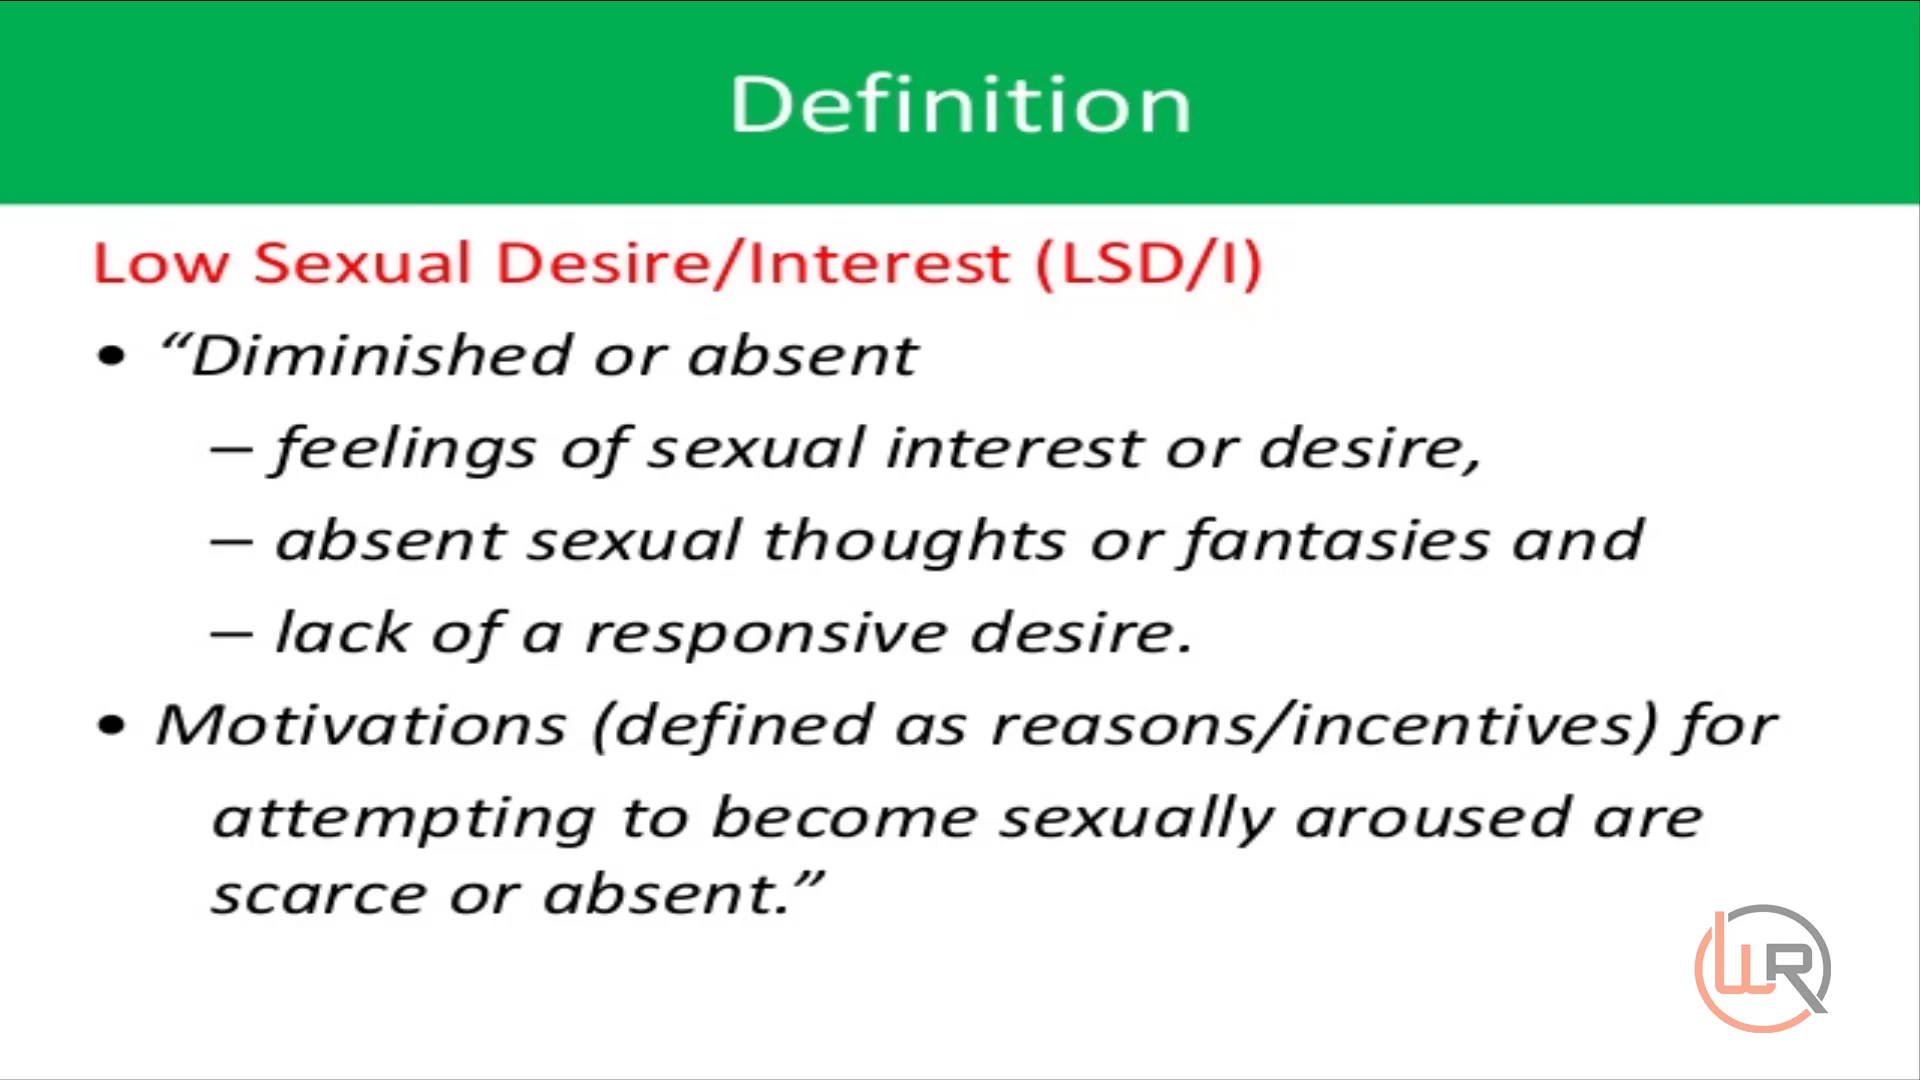 Definition
Low Sexual Desire/Interest (LSD/I)
• “Diminished or absent
– feelings of sexual interest or desire,
– absent sexual thoughts or fantasies and
– lack of a responsive desire.
• Motivations (defined as reasons/incentives) for
attempting to become sexually aroused are
scarce or absent.”
WR